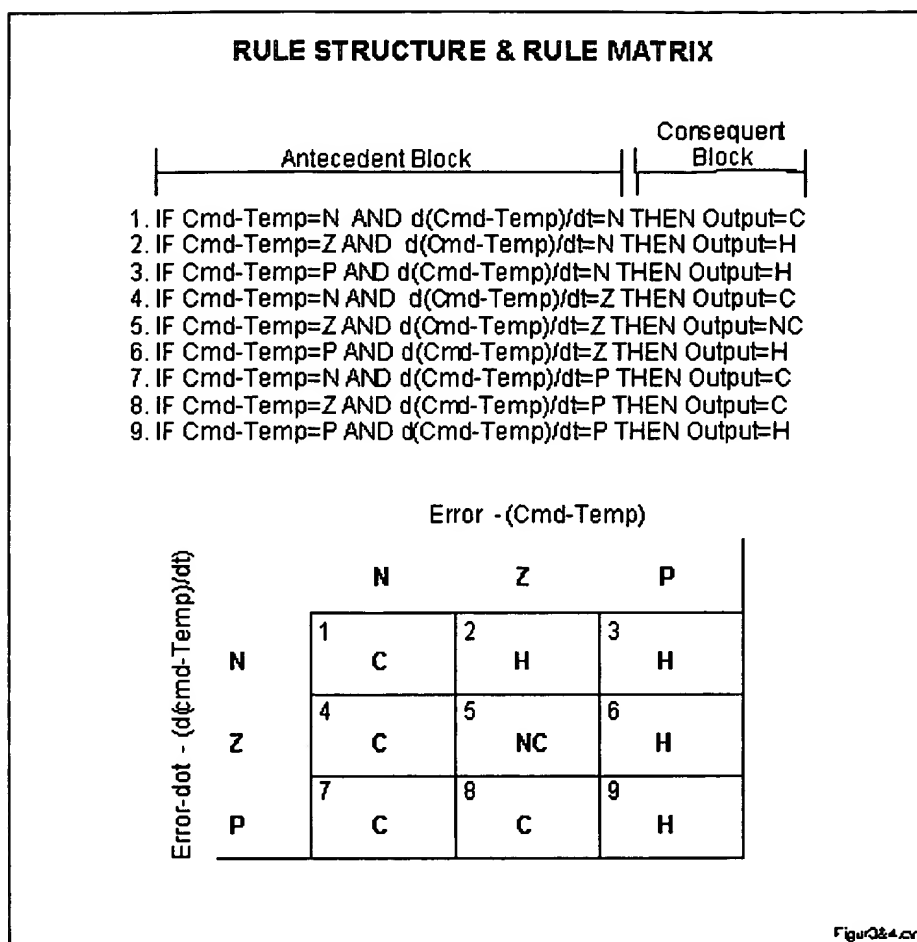 RULE STRUCTURE & RULE MATRIX
Consequent
Antecedent Block Block
1. IF Cmd-Temp=N AND d(Cmd-Temp)/dt=N THEN Output=C
2. IF Cmd-Temp=Z AND d(Cmd-Temp)/dt=N THEN Output=H
3. IF Cmd-Temp=P AND d(Cmd-Temp)/dt=N THEN Output=H
4. IF Cmd-Temp=N AND d(Cmd-Temp)/dt=Z THEN Output=C
5. IF Cmd-Temp=Z AND d(Cmd-Temp)/dt=Z THEN Output=NC
6. IF Cmd-Temp=P AND d(Cmd-Temp)/dt=Z THEN Output=H
7. IF Cmd-Temp=N AND d(Cmd-Temp)/dt=P THEN Output=C
8. IF Cmd-Temp=Z AND d(Cmd-Temp)/dt=P THEN Output=C
9. IF Cmd-Temp=P AND d(Cmd-Temp)/dt=P THEN Output=H
Error - (Cmd-Temp)
Error-dot - (d(cmd-Temp)/dt)
N Z P
1 2 3
N C H H
4 5 6
Z C NC H
7 8 9
P C C H